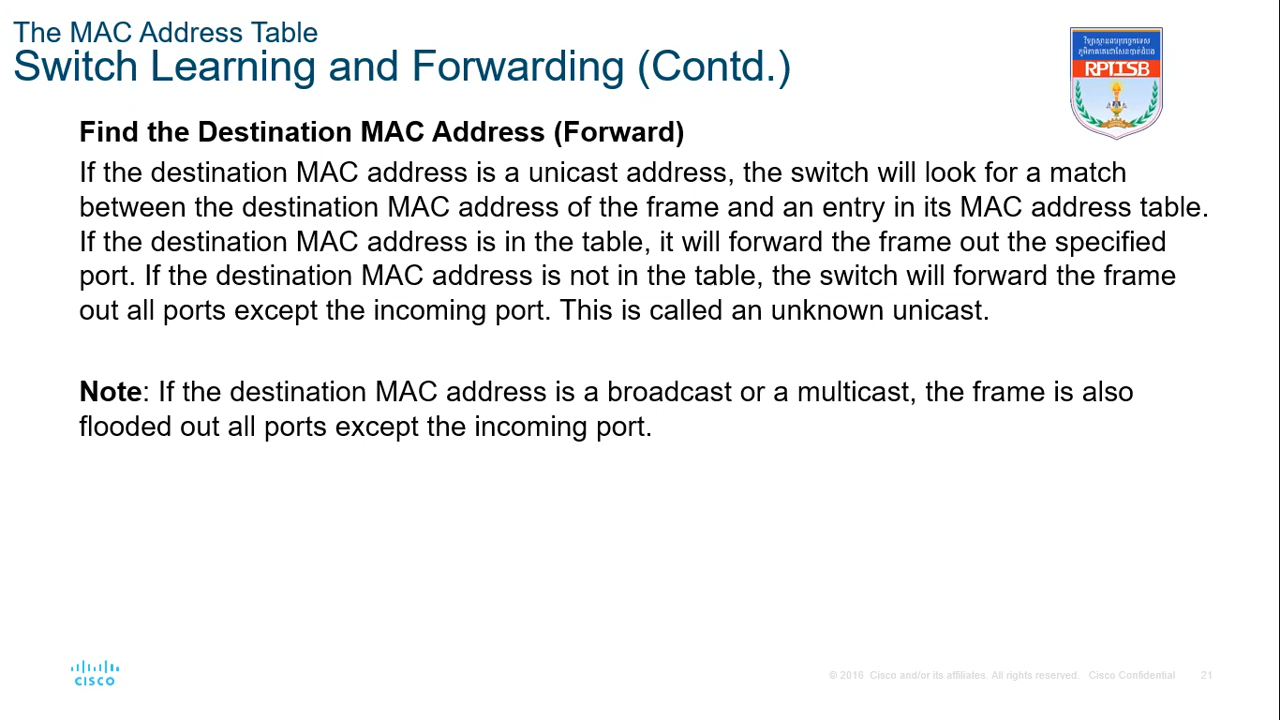 The MAC Address Table
Switch Learning and Forwarding (Contd.)
RPITSB
Find the Destination MAC Address (Forward)
If the destination MAC address is a unicast address, the switch will look for a match
between the destination MAC address of the frame and an entry in its MAC address table.
If the destination MAC address is in the table, it will forward the frame out the specified
port. If the destination MAC address is not in the table, the switch will forward the frame
out all ports except the incoming port. This is called an unknown unicast.
Note: If the destination MAC address is a broadcast or a multicast, the frame is also
flooded out all ports except the incoming port.
CISCO
© 2016 Cisco and/or its affiliates. All rights reserved. Cisco Confidential 21